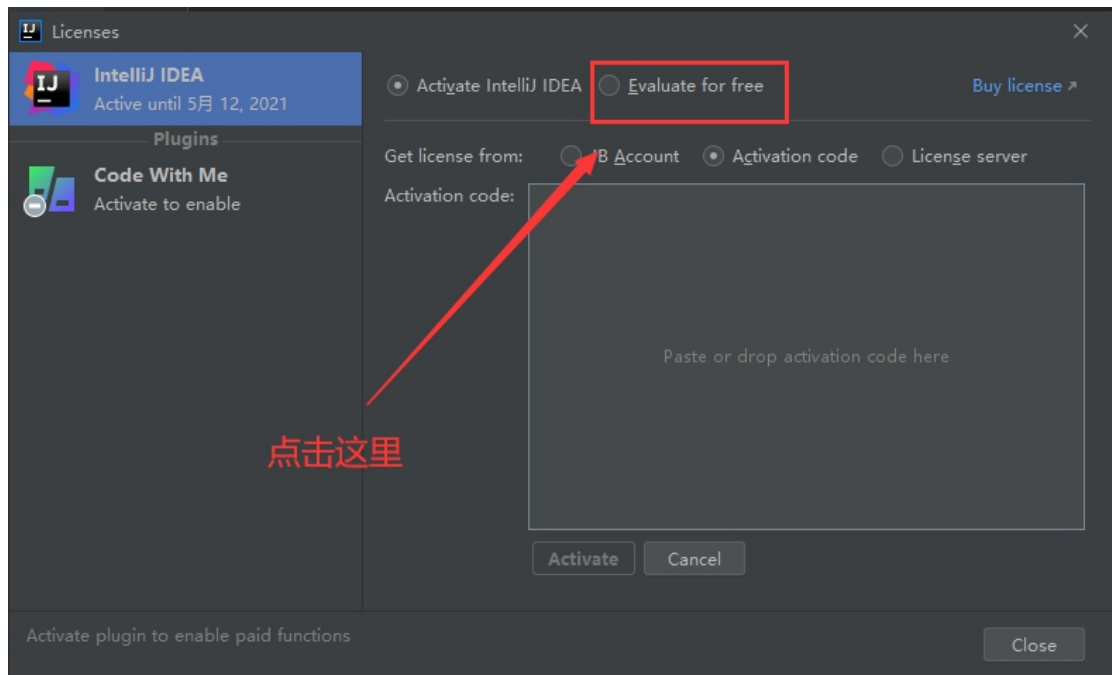 Licenses
IntelliJ IDEA
Active until 5月 12, 2021
Plugins
Code With Me
Activate to enable
Activate IntelliJ IDEA Evaluate for free Buy license
Get license from: JB Account Activation code License server
Activation code:
Paste or drop activation code here
点击这里
Activate Cancel
Activate plugin to enable paid functions
Close